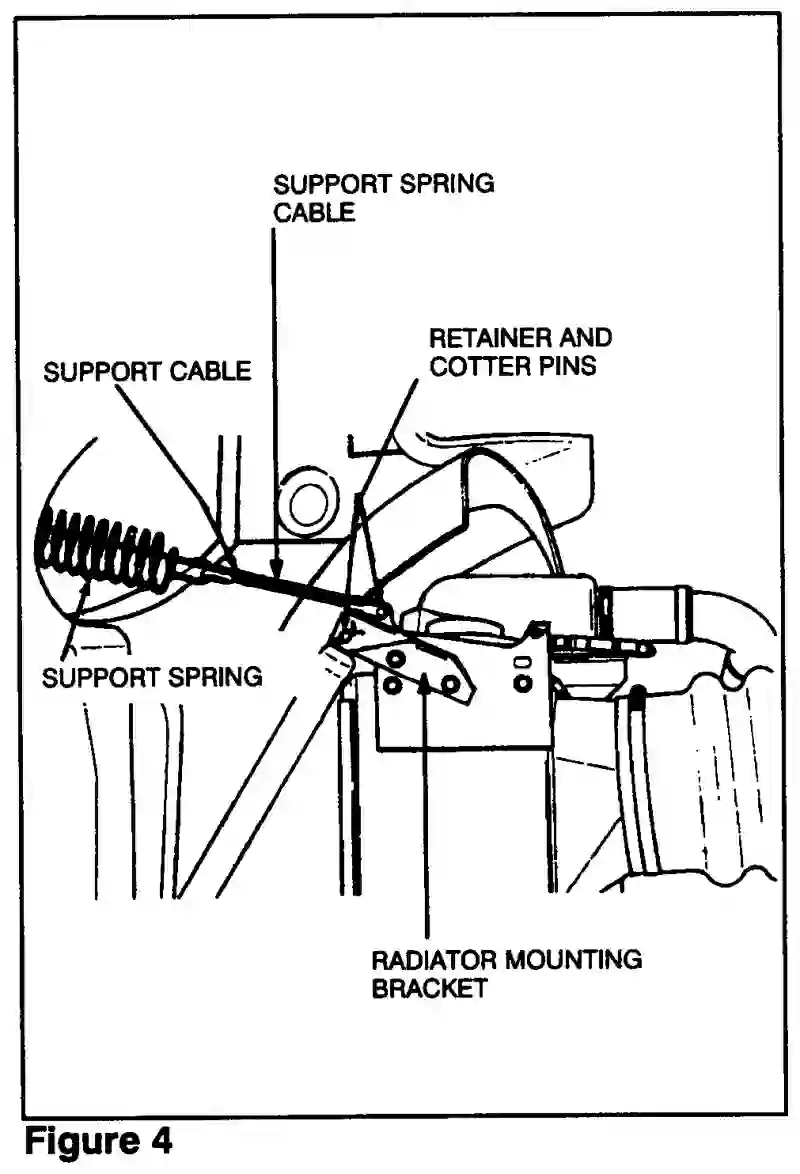 SUPPORT SPRING
CABLE
RETAINER AND
COTTER PINS
SUPPORT CABLE
SUPPORT SPRING
RADIATOR MOUNTING
BRACKET
Figure 4